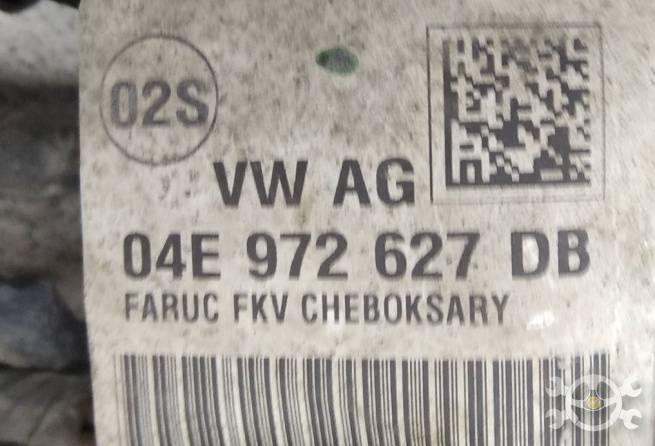 02S
VW AG
04E 972 627 DB
FARUC FKV CHEBOKSARY